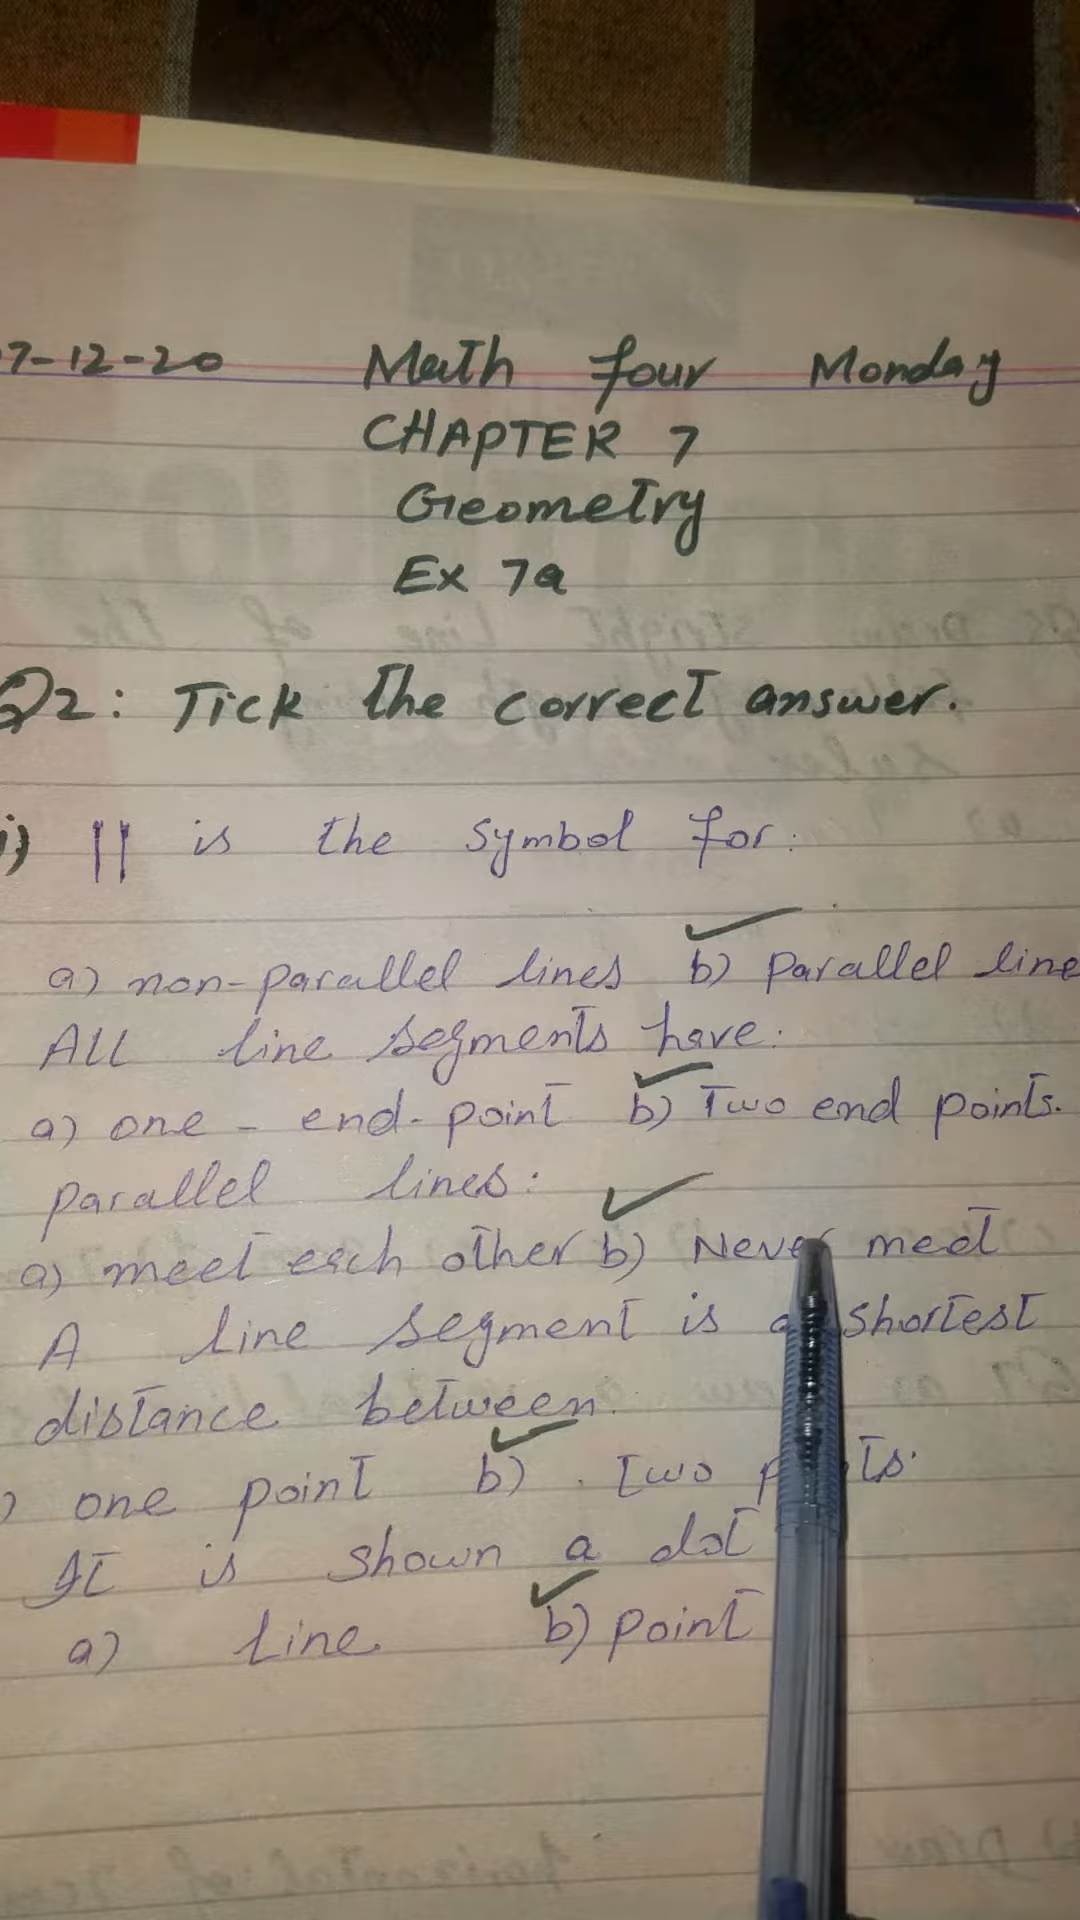 7-12-20 Math four Monday
CHAPTER 7
Geometry
Ex 7a
Q2: Tick the correct answer.
i) || is the symbol for:
a) non-parallel lines b) parallel line
All line segments have:
a) one - end-point b) Two end points.
parallel lines:
a) meet each other b) Never meet
A line segment is a shortest
distance between.
) one point b) Two
It is shown a dot
a) line b) point